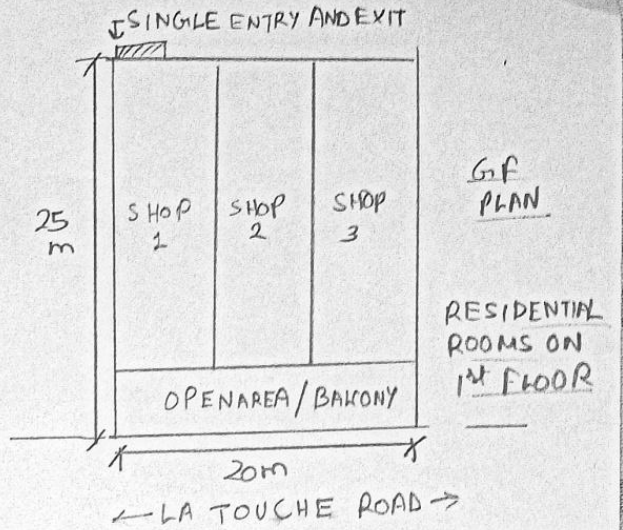 SINGLE ENTRY AND EXIT
25
m
SHOP
1
SHOP
2
SHOP
3
GF
PLAN
RESIDENTIAL
ROOMS ON
1st FLOOR
OPENAREA/BALKONY
20m
LA TOUCHE ROAD